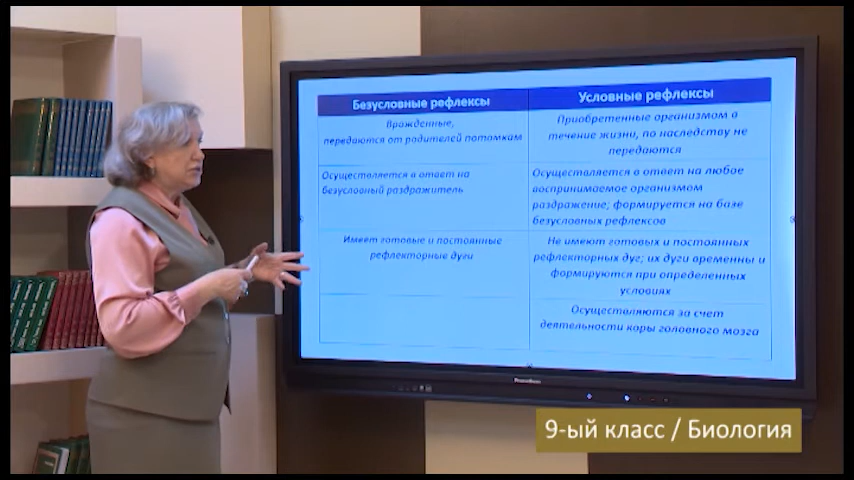 Безусловные рефлексы
Условные рефлексы
Врожденные,
передаются от родителей потомкам
Приобретенные организмом в
течение жизни, по наследству не
передаются
Осуществляется в ответ на
безусловный раздражитель
Осуществляется в ответ на любое
воспринимаемое организмом
раздражение; формируется на базе
безусловных рефлексов
Имеет готовые и постоянные
рефлекторные дуги
Не имеют готовых и постоянных
рефлекторных дуг; их дуги временны и
формируются при определенных
условиях
Осуществляются за счет
деятельности коры головного мозга
Promethean
9-ый класс / Биология